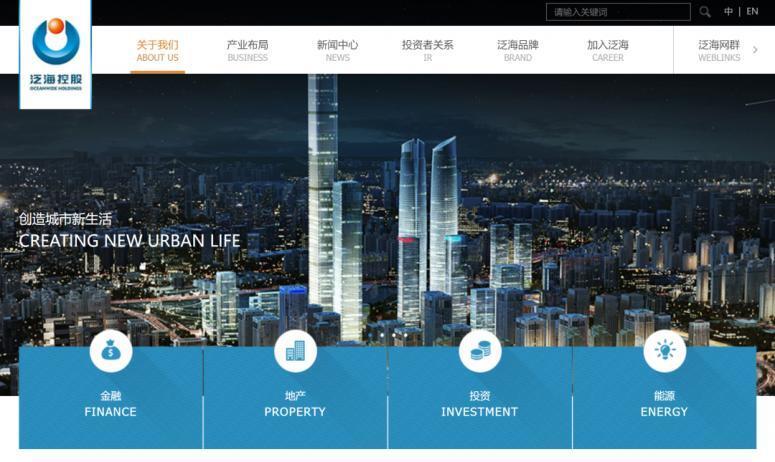 请输入关键词
中 | EN
泛海控股
OCEANWIDE HOLDINGS
关于我们
ABOUT US
产业布局
BUSINESS
新闻中心
NEWS
投资者关系
IR
泛海品牌
BRAND
加入泛海
CAREER
泛海网群
WEBLINKS
创造城市新生活
CREATING NEW URBAN LIFE
金融
FINANCE
地产
PROPERTY
投资
INVESTMENT
能源
ENERGY